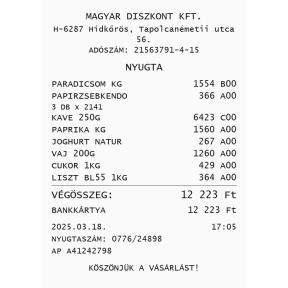 MAGYAR DISZKONT KFT.
H-6287 Hídkőrös, Tapolcanémetii utca
56.
ADÓSZÁM: 21563791-4-15
NYUGTA
PARADICSOM KG 1554 B00
PAPIRZSEBKENDO 366 A00
3 DB x 2141
KAVE 250G 6423 C00
PAPRIKA KG 1560 A00
JOGHURT NATUR 267 A00
VAJ 200G 1260 A00
CUKOR 1KG 429 A00
LISZT BL55 1KG 364 A00
VÉGÖSSZEG: 12 223 Ft
BANKKÁRTYA 12 223 Ft
2025.03.18. 17:05
NYUGTASZÁM: 0776/24898
AP A41242798
KÖSZÖNJÜK A VÁSÁRLÁST!